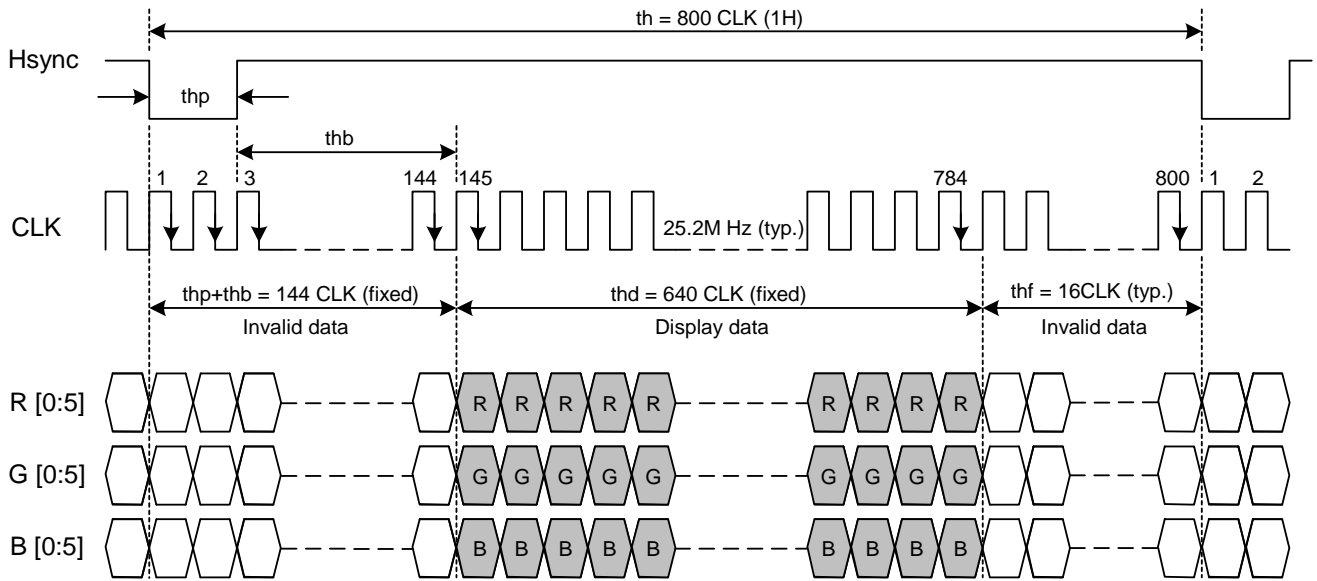 th = 800 CLK (1H)
Hsync
thp
thb
1 2 3 144 145 784 800 1 2
CLK
25.2M Hz (typ.)
thp+thb = 144 CLK (fixed) thd = 640 CLK (fixed) thf = 16CLK (typ.)
Invalid data Display data Invalid data
R [0:5] R R R R R R R R R
G [0:5] G G G G G G G G G
B [0:5] B B B B B B B B B